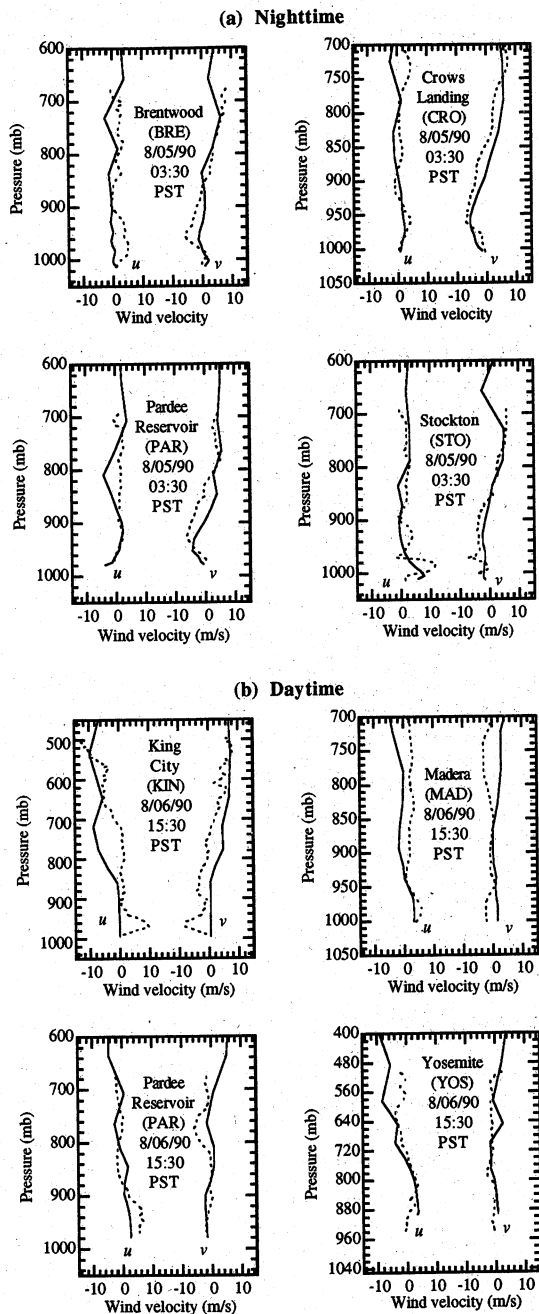 (a) Nighttime
600
700
800
900
1000
Pressure (mb)
Brentwood
(BRE)
8/05/90
03:30
PST
u
v
-10 0 10
-10 0 10
Wind velocity
700
750
800
850
900
950
1000
1050
Pressure (mb)
Crows
Landing
(CRO)
8/05/90
03:30
PST
u
v
-10 0 10
-10 0 10
Wind velocity
600
700
800
900
1000
Pressure (mb)
Pardee
Reservoir
(PAR)
8/05/90
03:30
PST
u
v
-10 0 10
-10 0 10
Wind velocity (m/s)
600
700
800
900
1000
Pressure (mb)
Stockton
(STO)
8/05/90
03:30
PST
u
v
-10 0 10
-10 0 10
Wind velocity (m/s)
(b) Daytime
500
600
700
800
900
1000
Pressure (mb)
King
City
(KIN)
8/06/90
15:30
PST
u
v
-10 0 10
-10 0 10
Wind velocity (m/s)
700
750
800
850
900
950
1000
1050
Pressure (mb)
Madera
(MAD)
8/06/90
15:30
PST
u
v
-10 0 10
-10 0 10
Wind velocity (m/s)
600
700
800
900
1000
Pressure (mb)
Pardee
Reservoir
(PAR)
8/06/90
15:30
PST
u
v
-10 0 10
-10 0 10
Wind velocity (m/s)
400
480
560
640
720
800
880
960
1040
Pressure (mb)
Yosemite
(YOS)
8/06/90
15:30
PST
u
v
-10 0 10
-10 0 10
Wind velocity (m/s)